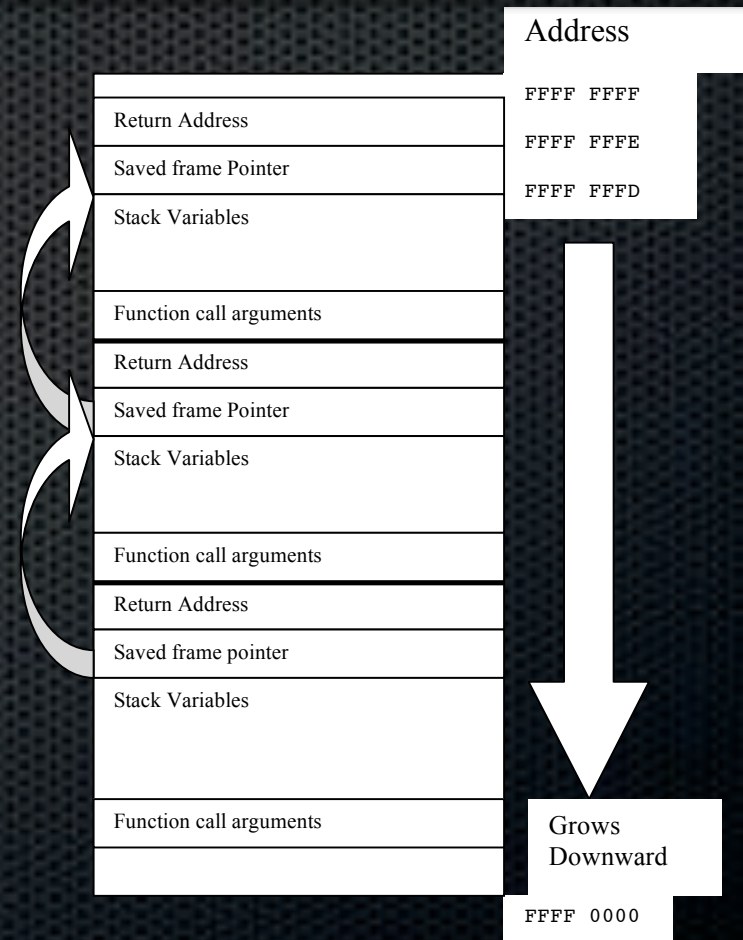 Address
FFFF FFFF
Return Address
FFFF FFFE
Saved frame Pointer
FFFF FFFD
Stack Variables
Function call arguments
Return Address
Saved frame Pointer
Stack Variables
Function call arguments
Return Address
Saved frame pointer
Stack Variables
Function call arguments
Grows
Downward
FFFF 0000